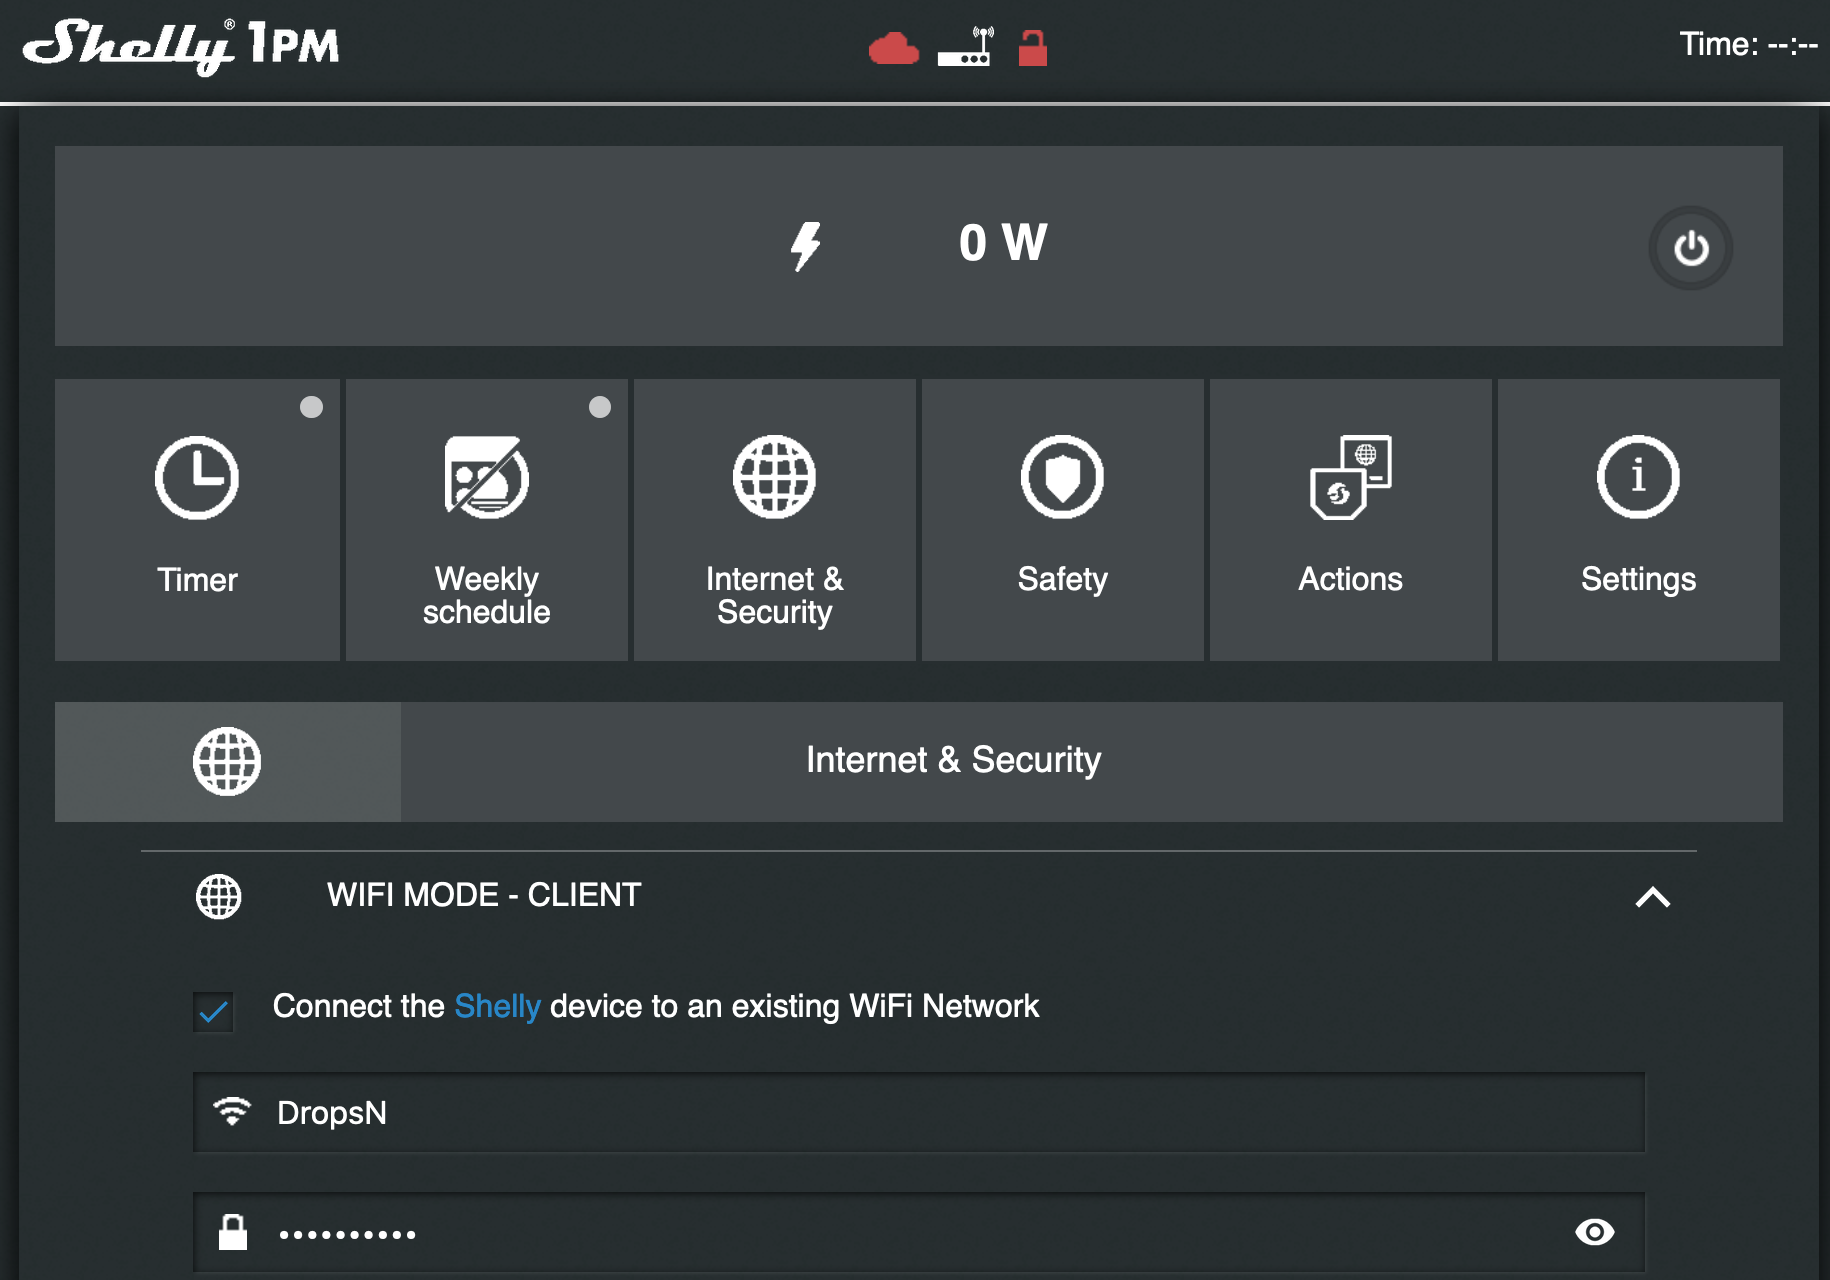 Shelly® 1PM
Time: --:--
0 W
Timer
Weekly
schedule
Internet &
Security
Safety
Actions
i
Settings
Internet & Security
WIFI MODE - CLIENT
Connect the Shelly device to an existing WiFi Network
DropsN
••••••••••